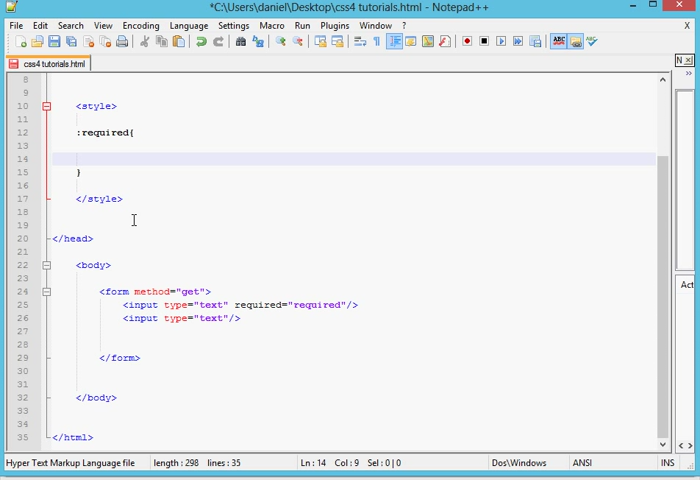 *C:\Users\daniel\Desktop\css4 tutorials.html - Notepad++
File Edit Search View Encoding Language Settings Macro Run Plugins Window ?
X
css4 tutorials.html
N
8
9
10 <style>
11
12 :required{
13
14
15 }
16
17 </style>
18
19
20 </head>
21
22 <body>
23
24 <form method="get">
25 <input type="text" required="required"/>
26 <input type="text"/>
27
28
29 </form>
30
31
32 </body>
33
34
35 </html>
Act
Hyper Text Markup Language file length : 298 lines : 35 Ln : 14 Col : 9 Sel : 0 | 0 Dos\Windows ANSI INS